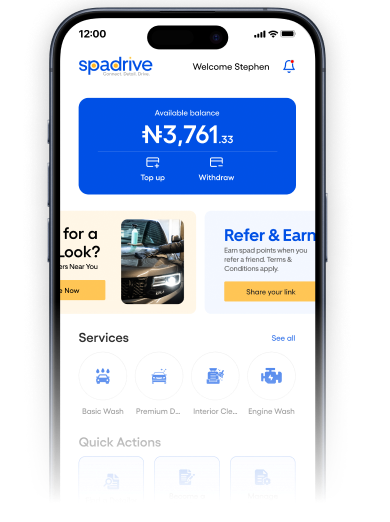 12:00
spadrive
Connect. Detail. Drive.
Welcome Stephen
Available balance
₦3,761.33
Top up
Withdraw
for a
Look?
ers Near You
Now
Refer & Earn
Earn spad points when you
refer a friend. Terms &
Conditions apply.
Share your link
Services
See all
Basic Wash
Premium D...
Interior Cle...
Engine Wash
Quick Actions